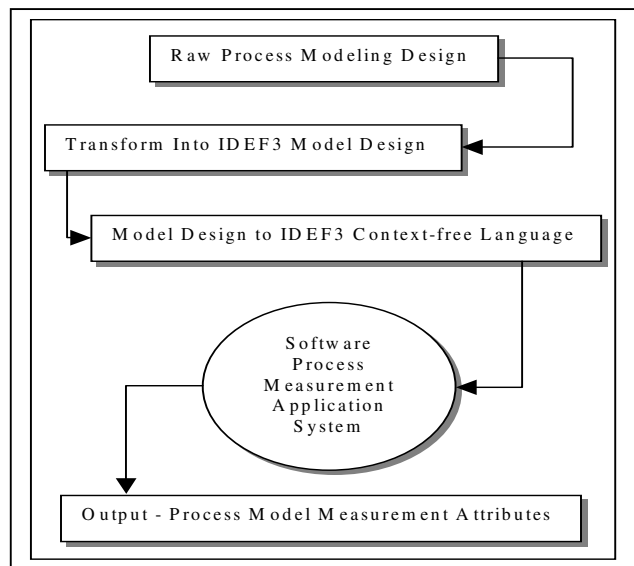 Raw Process Modeling Design
Transform Into IDEF3 Model Design
Model Design to IDEF3 Context-free Language
Software
Process
Measurement
Application
System
Output - Process Model Measurement Attributes